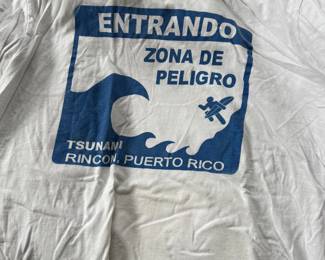 ENTRANDO
ZONA DE
PELIGRO
TSUNAMI
RINCON, PUERTO RICO